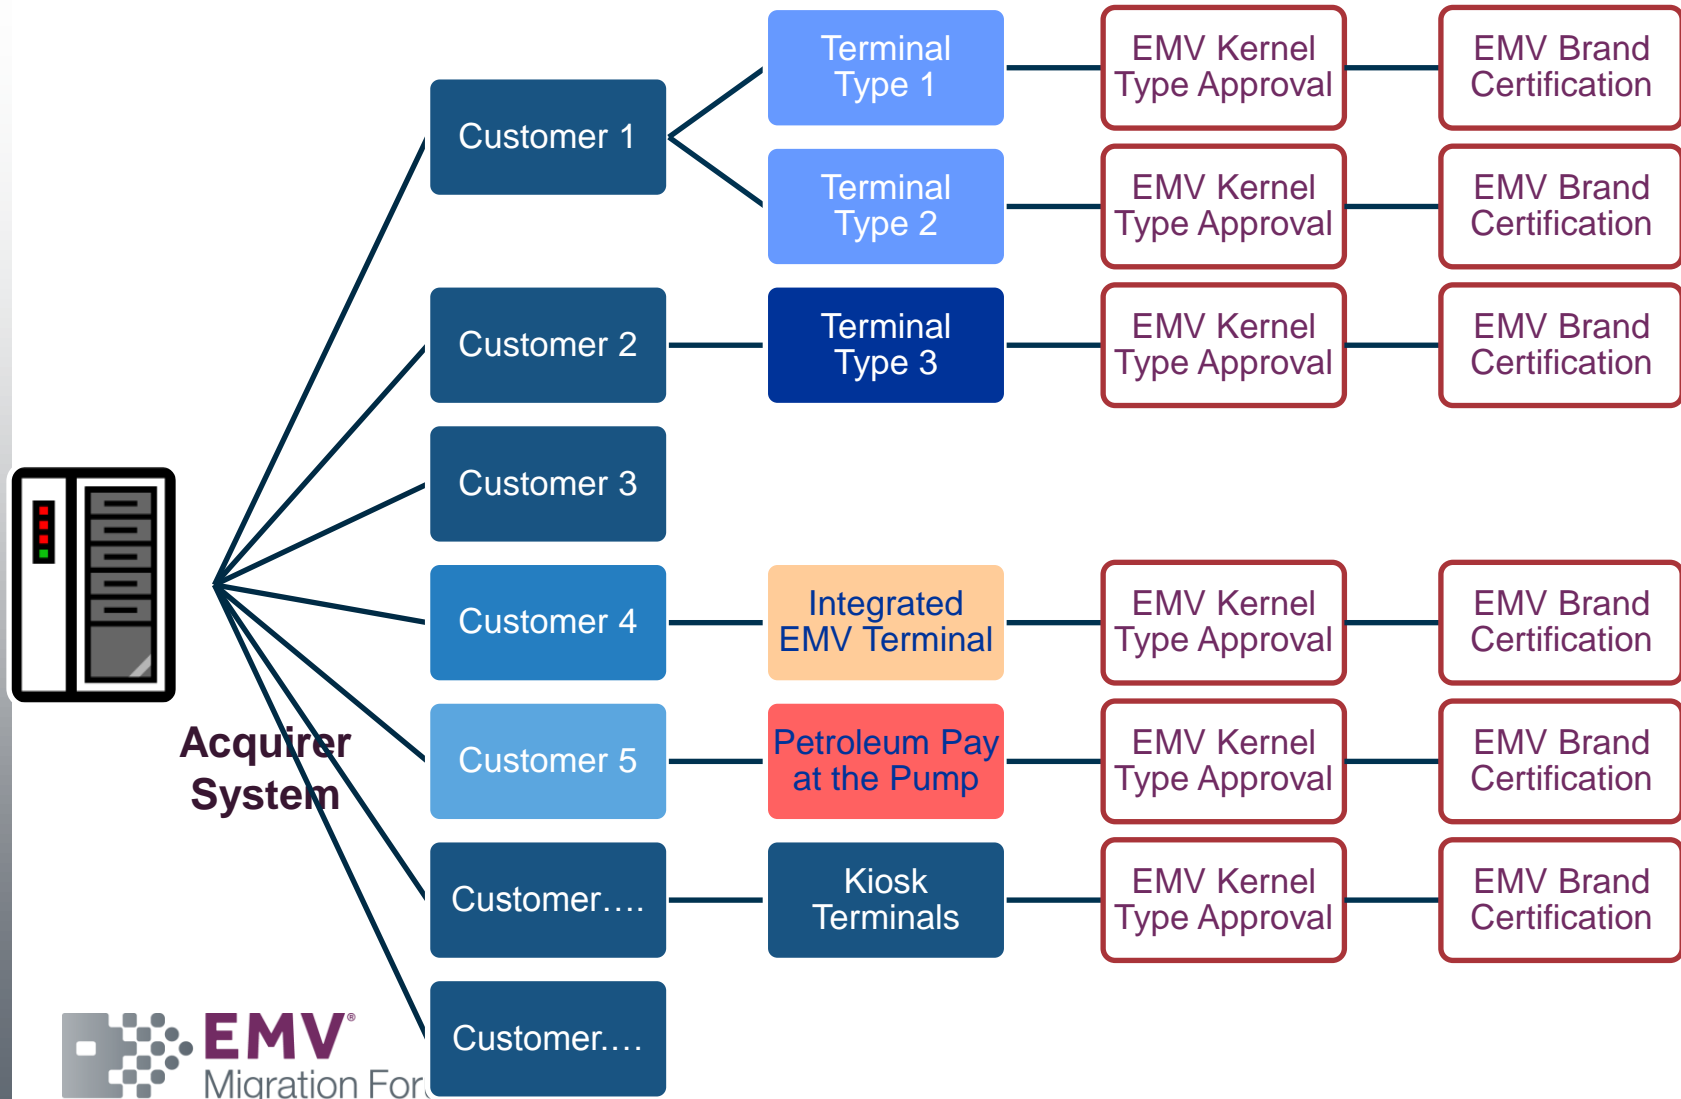 Terminal
Type 1
EMV Kernel
Type Approval
EMV Brand
Certification
Customer 1
Terminal
Type 2
EMV Kernel
Type Approval
EMV Brand
Certification
Customer 2
Terminal
Type 3
EMV Kernel
Type Approval
EMV Brand
Certification
Customer 3
Customer 4
Integrated
EMV Terminal
EMV Kernel
Type Approval
EMV Brand
Certification
Acquirer
System
Customer 5
Petroleum Pay
at the Pump
EMV Kernel
Type Approval
EMV Brand
Certification
Customer....
Kiosk
Terminals
EMV Kernel
Type Approval
EMV Brand
Certification
Customer....
EMV®
Migration